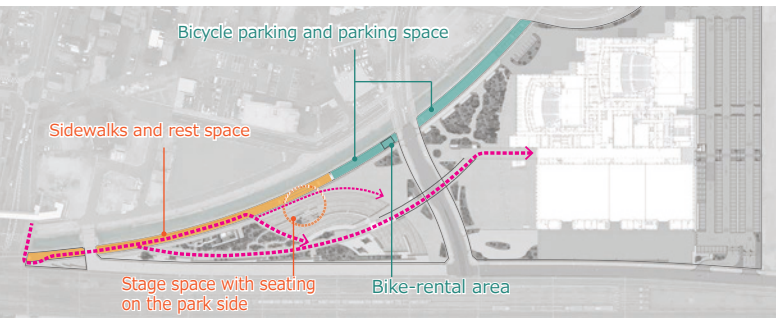 Bicycle parking and parking space
Sidewalks and rest space
Stage space with seating
on the park side
Bike-rental area